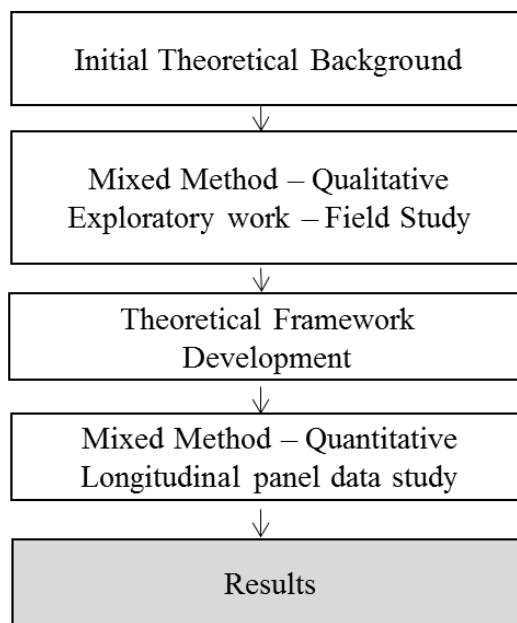 Initial Theoretical Background
Mixed Method – Qualitative
Exploratory work – Field Study
Theoretical Framework
Development
Mixed Method – Quantitative
Longitudinal panel data study
Results